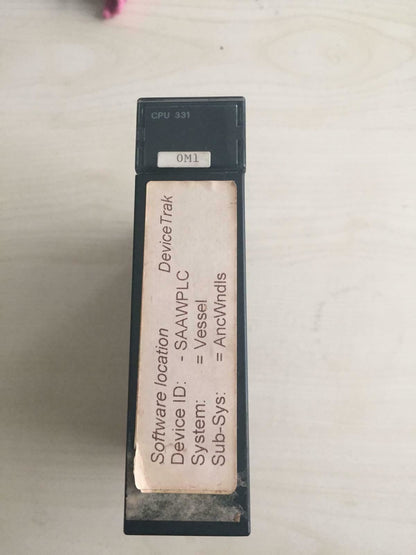 CPU 331
OM1
Software location DeviceTrak
Device ID: - SAAWPLC
System: = Vessel
Sub-Sys: = AncWndls